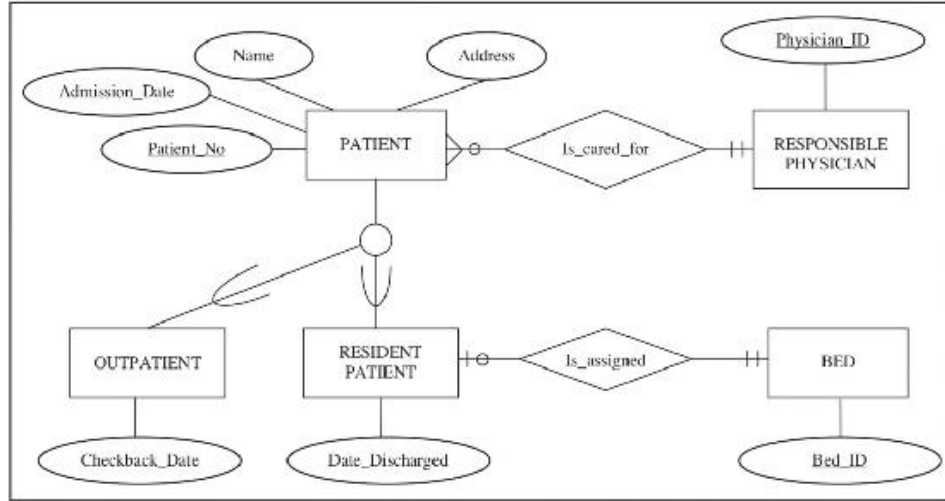 Physician_ID
Name
Address
Admission_Date
Patient_No
PATIENT
Is_cared_for
RESPONSIBLE
PHYSICIAN
OUTPATIENT
RESIDENT
PATIENT
Is_assigned
BED
Checkback_Date
Date_Discharged
Bed_ID